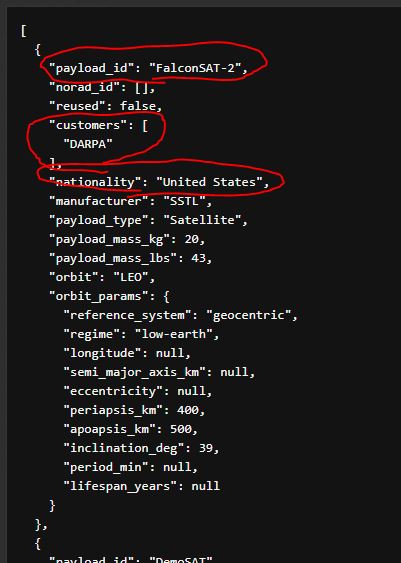 [
{
"payload_id": "FalconSAT-2",
"norad_id": [],
"reused": false,
"customers": [
"DARPA"
],
"nationality": "United States",
"manufacturer": "SSTL",
"payload_type": "Satellite",
"payload_mass_kg": 20,
"payload_mass_lbs": 43,
"orbit": "LEO",
"orbit_params": {
"reference_system": "geocentric",
"regime": "low-earth",
"longitude": null,
"semi_major_axis_km": null,
"eccentricity": null,
"periapsis_km": 400,
"apoapsis_km": 500,
"inclination_deg": 39,
"period_min": null,
"lifespan_years": null
}
},
{
"payload_id": "DemoSAT"